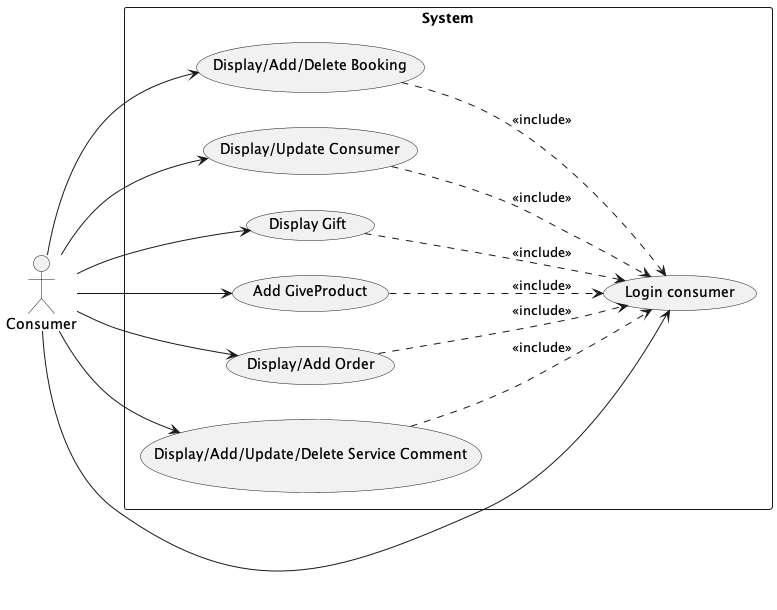 System
Display/Add/Delete Booking
«include»
Display/Update Consumer
«include»
Display Gift
«include»
Add GiveProduct
«include»
Login consumer
«include»
Consumer
Display/Add Order
«include»
Display/Add/Update/Delete Service Comment